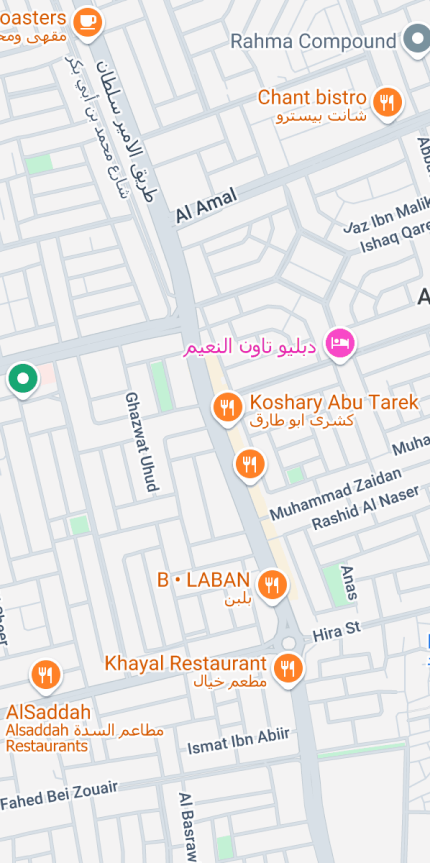 oasters
مقهى ومح
Rahma Compound
Chant bistro
شانت بيسترو
طريق الأمير سلطان
شارع محمد بن أبي بكر
Al Amal
Jaz Ibn Malik
Ishaq Qare
A
دبليو تاون النعيم
Koshary Abu Tarek
كشرى ابو طارق
Ghazwat Uhud
Muha
Muhammad Zaidan
Rashid Al Naser
B • LABAN
بلبن
Anas
Hira St
Khayal Restaurant
مطعم خيال
AlSaddah
Alsaddah مطاعم السدة
Restaurants
Ismat Ibn Abiir
Fahed Bei Zouair
Al Basraw